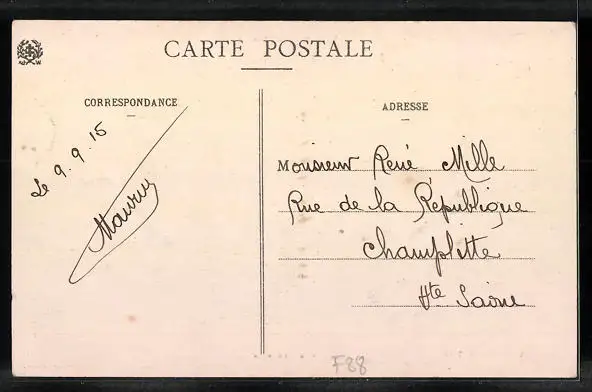 CARTE POSTALE
CORRESPONDANCE
Le 9.9.15
ADRESSE
Monsieur René Mille
Rue de la République
Champlitte
Hte Saône
F88